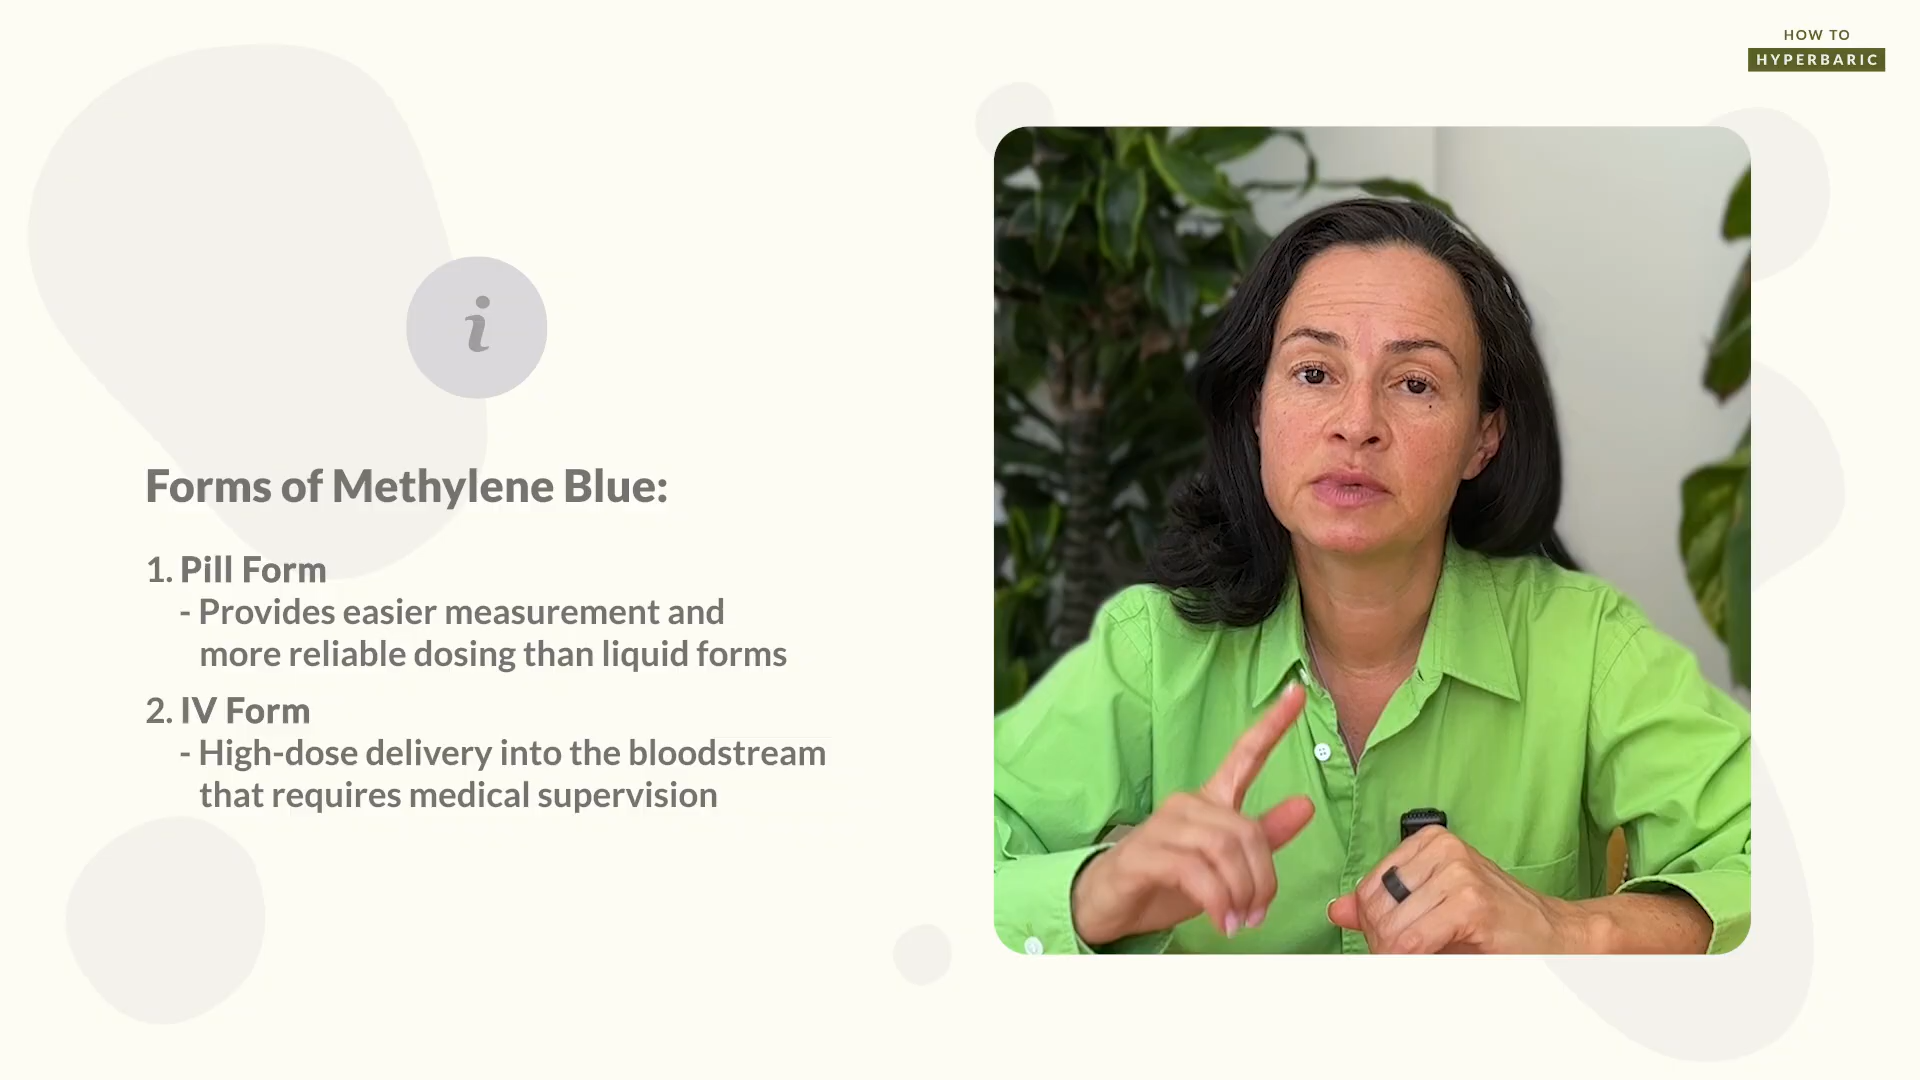 HOW TO
HYPERBARIC
i
Forms of Methylene Blue:
1. Pill Form
- Provides easier measurement and
more reliable dosing than liquid forms
2. IV Form
- High-dose delivery into the bloodstream
that requires medical supervision